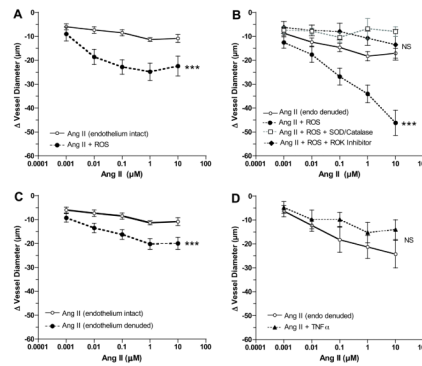 A
0
-10
-20
-30
-40
-50
-60
Δ Vessel Diameter (µm)
***
Ang II (endothelium intact)
Ang II + ROS
0.0001 0.001 0.01 0.1 1 10 100
Ang II (µM)
B
0
-10
-20
-30
-40
-50
-60
Δ Vessel Diameter (µm)
NS
Ang II (endo denuded)
Ang II + ROS
***
Ang II + ROS + SOD/Catalase
Ang II + ROS + ROK Inhibitor
0.0001 0.001 0.01 0.1 1 10 100
Ang II (µM)
C
0
-10
-20
-30
-40
-50
-60
Δ Vessel Diameter (µm)
***
Ang II (endothelium intact)
Ang II (endothelium denuded)
0.0001 0.001 0.01 0.1 1 10 100
Ang II (µM)
D
0
-10
-20
-30
-40
-50
-60
Δ Vessel Diameter (µm)
NS
Ang II (endo denuded)
Ang II + TNFα
0.0001 0.001 0.01 0.1 1 10
Ang II (µM)